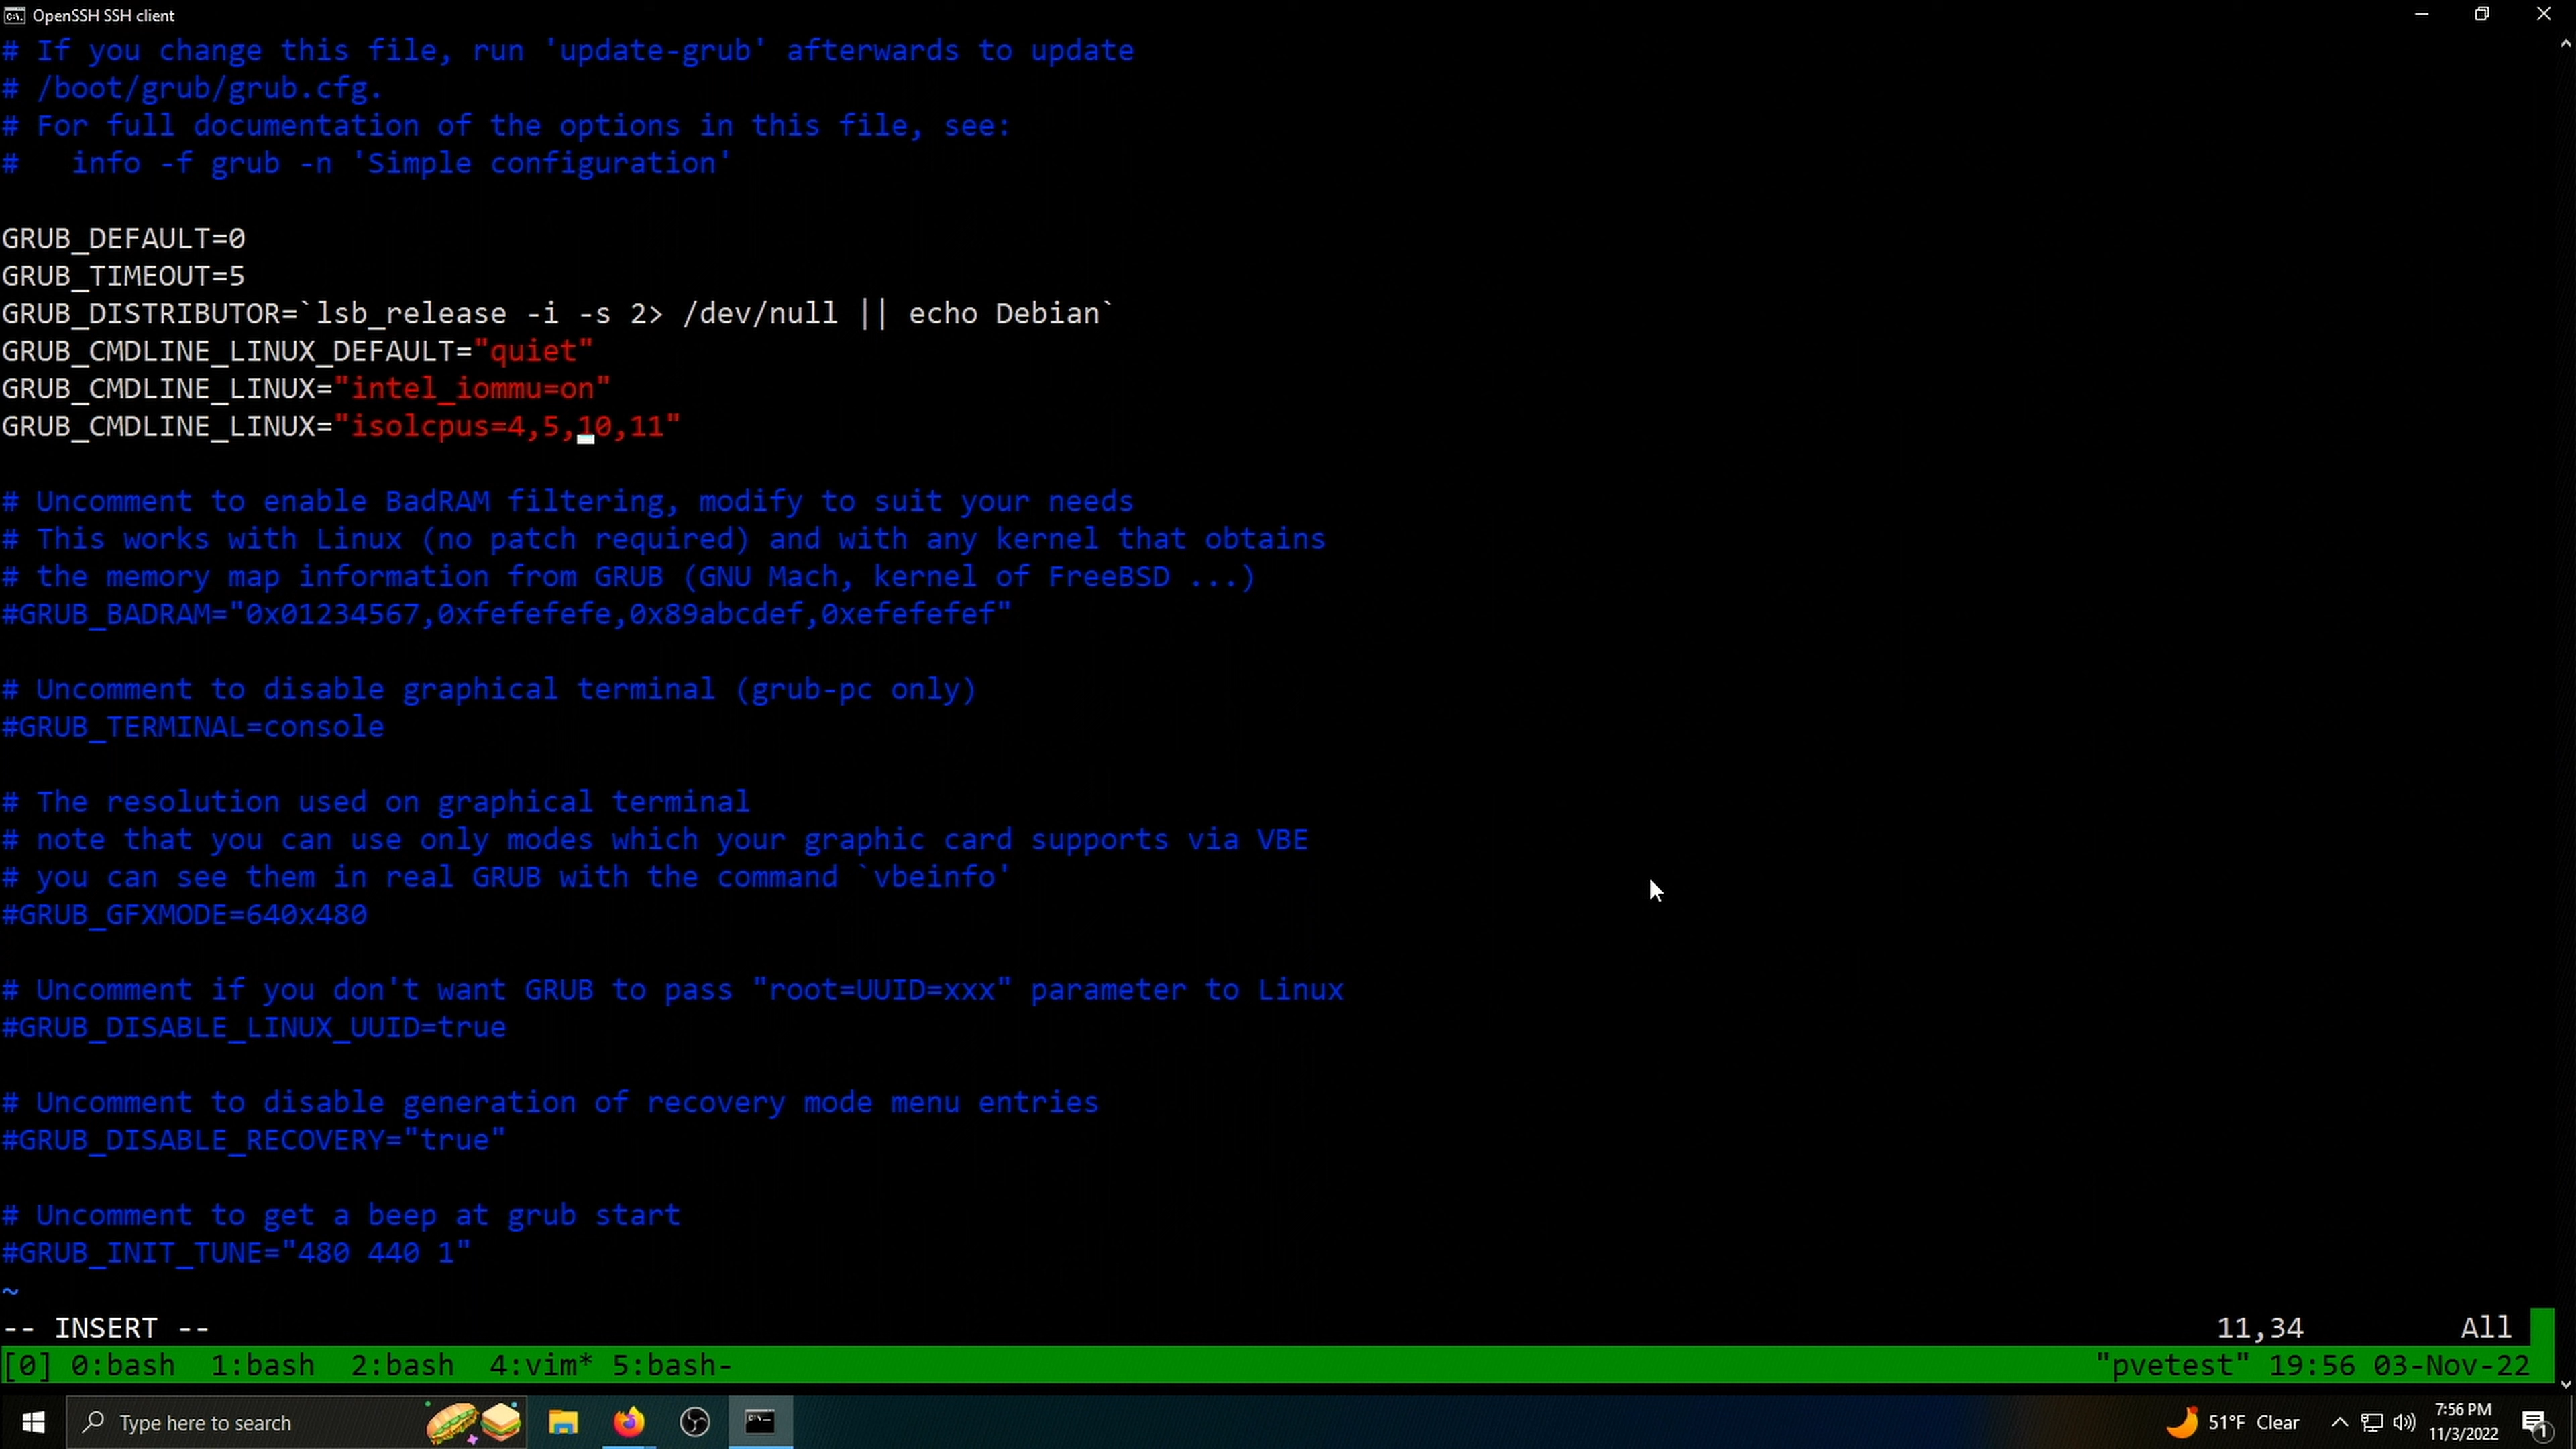 OpenSSH SSH client
# If you change this file, run 'update-grub' afterwards to update
# /boot/grub/grub.cfg.
# For full documentation of the options in this file, see:
#   info -f grub -n 'Simple configuration'
GRUB_DEFAULT=0
GRUB_TIMEOUT=5
GRUB_DISTRIBUTOR=`lsb_release -i -s 2> /dev/null || echo Debian`
GRUB_CMDLINE_LINUX_DEFAULT="quiet"
GRUB_CMDLINE_LINUX="intel_iommu=on"
GRUB_CMDLINE_LINUX="isolcpus=4,5,10,11"
# Uncomment to enable BadRAM filtering, modify to suit your needs
# This works with Linux (no patch required) and with any kernel that obtains
# the memory map information from GRUB (GNU Mach, kernel of FreeBSD ...)
#GRUB_BADRAM="0x01234567,0xfefefefe,0x89abcdef,0xefefefef"
# Uncomment to disable graphical terminal (grub-pc only)
#GRUB_TERMINAL=console
# The resolution used on graphical terminal
# note that you can use only modes which your graphic card supports via VBE
# you can see them in real GRUB with the command `vbeinfo'
#GRUB_GFXMODE=640x480
# Uncomment if you don't want GRUB to pass "root=UUID=xxx" parameter to Linux
#GRUB_DISABLE_LINUX_UUID=true
# Uncomment to disable generation of recovery mode menu entries
#GRUB_DISABLE_RECOVERY="true"
# Uncomment to get a beep at grub start
#GRUB_INIT_TUNE="480 440 1"
~
-- INSERT -- 11,34 All
[0] 0:bash 1:bash 2:bash 4:vim* 5:bash- "pvetest" 19:56 03-Nov-22
Type here to search 51°F Clear 7:56 PM
11/3/2022 1